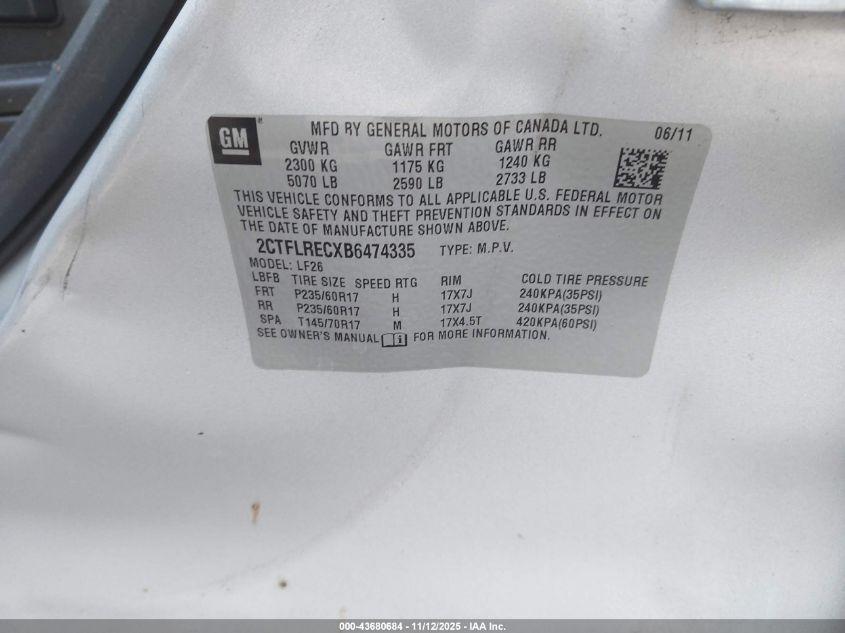 GM
MFD BY GENERAL MOTORS OF CANADA LTD. 06/11
GVWR GAWR FRT GAWR RR
2300 KG 1175 KG 1240 KG
5070 LB 2590 LB 2733 LB
THIS VEHICLE CONFORMS TO ALL APPLICABLE U.S. FEDERAL MOTOR
VEHICLE SAFETY AND THEFT PREVENTION STANDARDS IN EFFECT ON
THE DATE OF MANUFACTURE SHOWN ABOVE.
2CTFLRECXB6474335 TYPE: M.P.V.
MODEL: LF26
LBFB TIRE SIZE SPEED RTG RIM COLD TIRE PRESSURE
FRT P235/60R17 H 17X7J 240KPA(35PSI)
RR P235/60R17 H 17X7J 240KPA(35PSI)
SPA T145/70R17 M 17X4.5T 420KPA(60PSI)
SEE OWNER'S MANUAL FOR MORE INFORMATION.
000-43680684 - 11/12/2025 - IAA Inc.